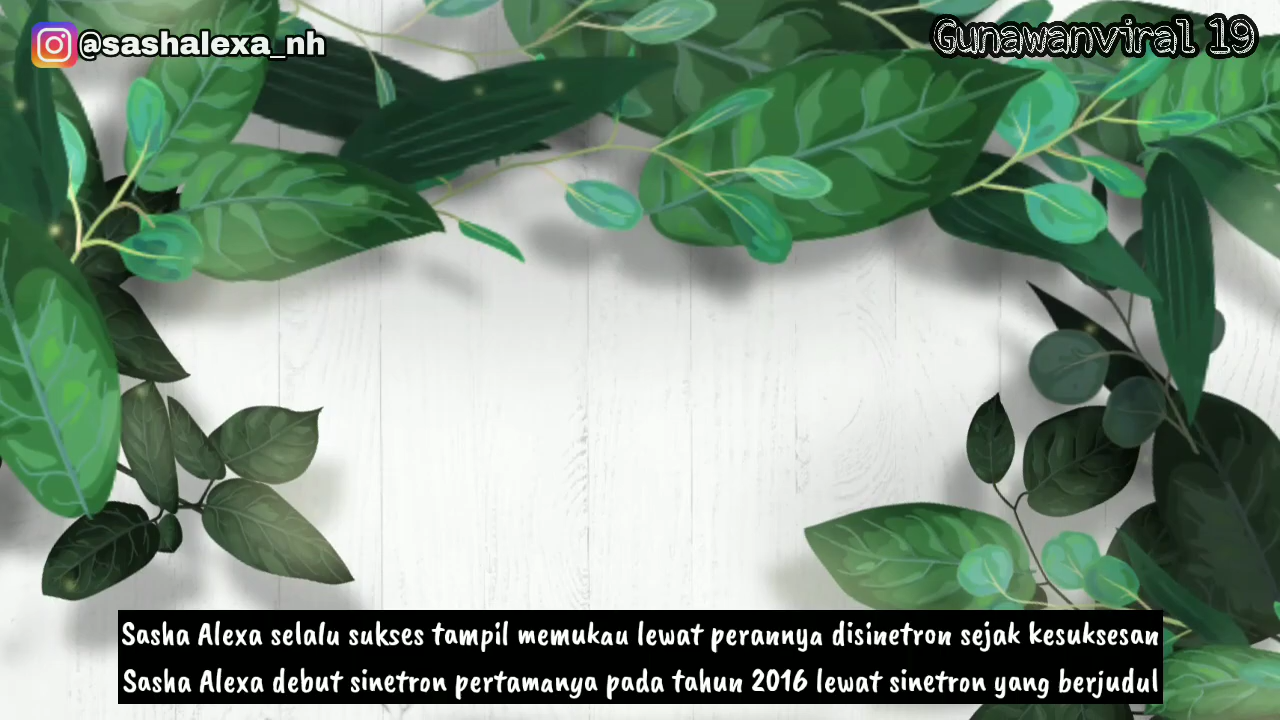 @sashalexa_nh
Gunawanviral 19
Sasha Alexa selalu sukses tampil memukau lewat perannya disinetron sejak kesuksesan
Sasha Alexa debut sinetron pertamanya pada tahun 2016 lewat sinetron yang berjudul